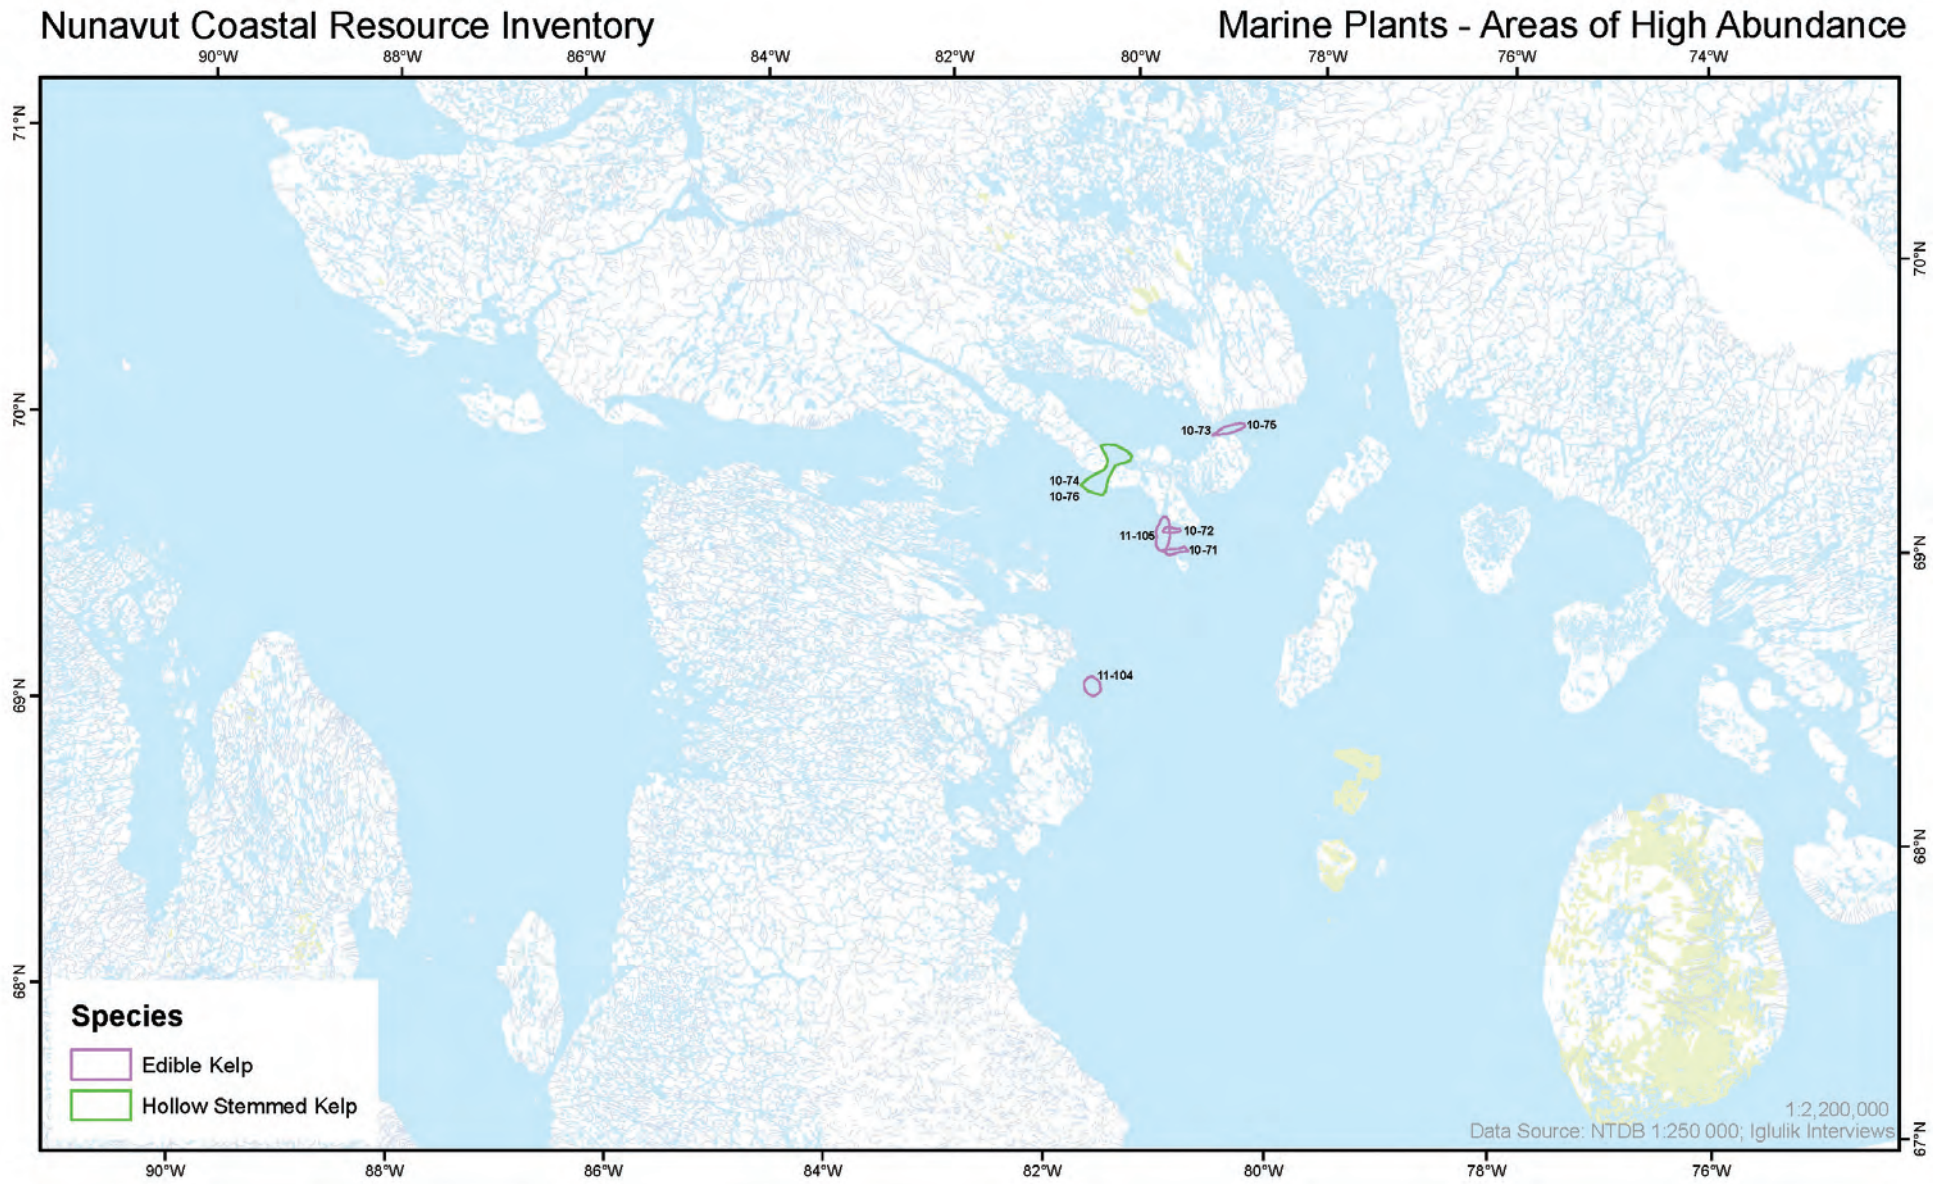 Nunavut Coastal Resource Inventory
Marine Plants - Areas of High Abundance
90°W 88°W 86°W 84°W 82°W 80°W 78°W 76°W 74°W
71°N
70°N
70°N
10-73
10-75
10-74
10-76
10-72
11-105
10-71
69°N
11-104
69°N
68°N
68°N
Species
Edible Kelp
Hollow Stemmed Kelp
1:2,200,000
Data Source: NTDB 1:250 000; Iglulik Interviews
67°N
90°W 88°W 86°W 84°W 82°W 80°W 78°W 76°W